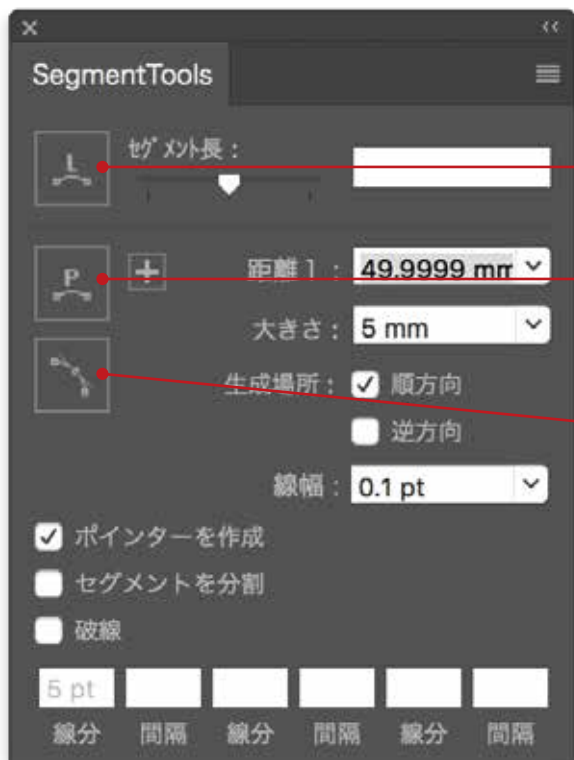 SegmentTools
L
ｾｸﾞﾒﾝﾄ長：
P
距離 1：49.9999 mm
大きさ：5 mm
生成場所：順方向
逆方向
線幅：0.1 pt
ポインターを作成
セグメントを分割
破線
5 pt
線分 間隔 線分 間隔 線分 間隔